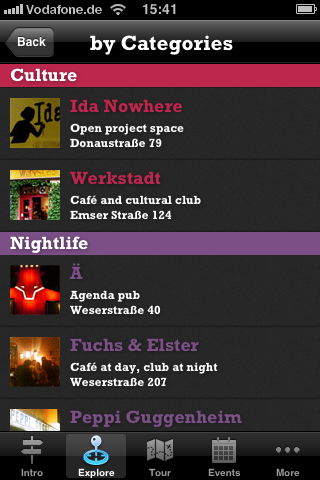 Vodafone.de 15:41
Back by Categories
Culture
Ida
Ida Nowhere
Open project space
Donaustraße 79
Werkstadt
Café and cultural club
Emser Straße 124
Nightlife
Ä
Agenda pub
Weserstraße 40
Fuchs & Elster
Café at day, club at night
Weserstraße 207
Peppi Guggenheim
Intro Explore Tour Events More